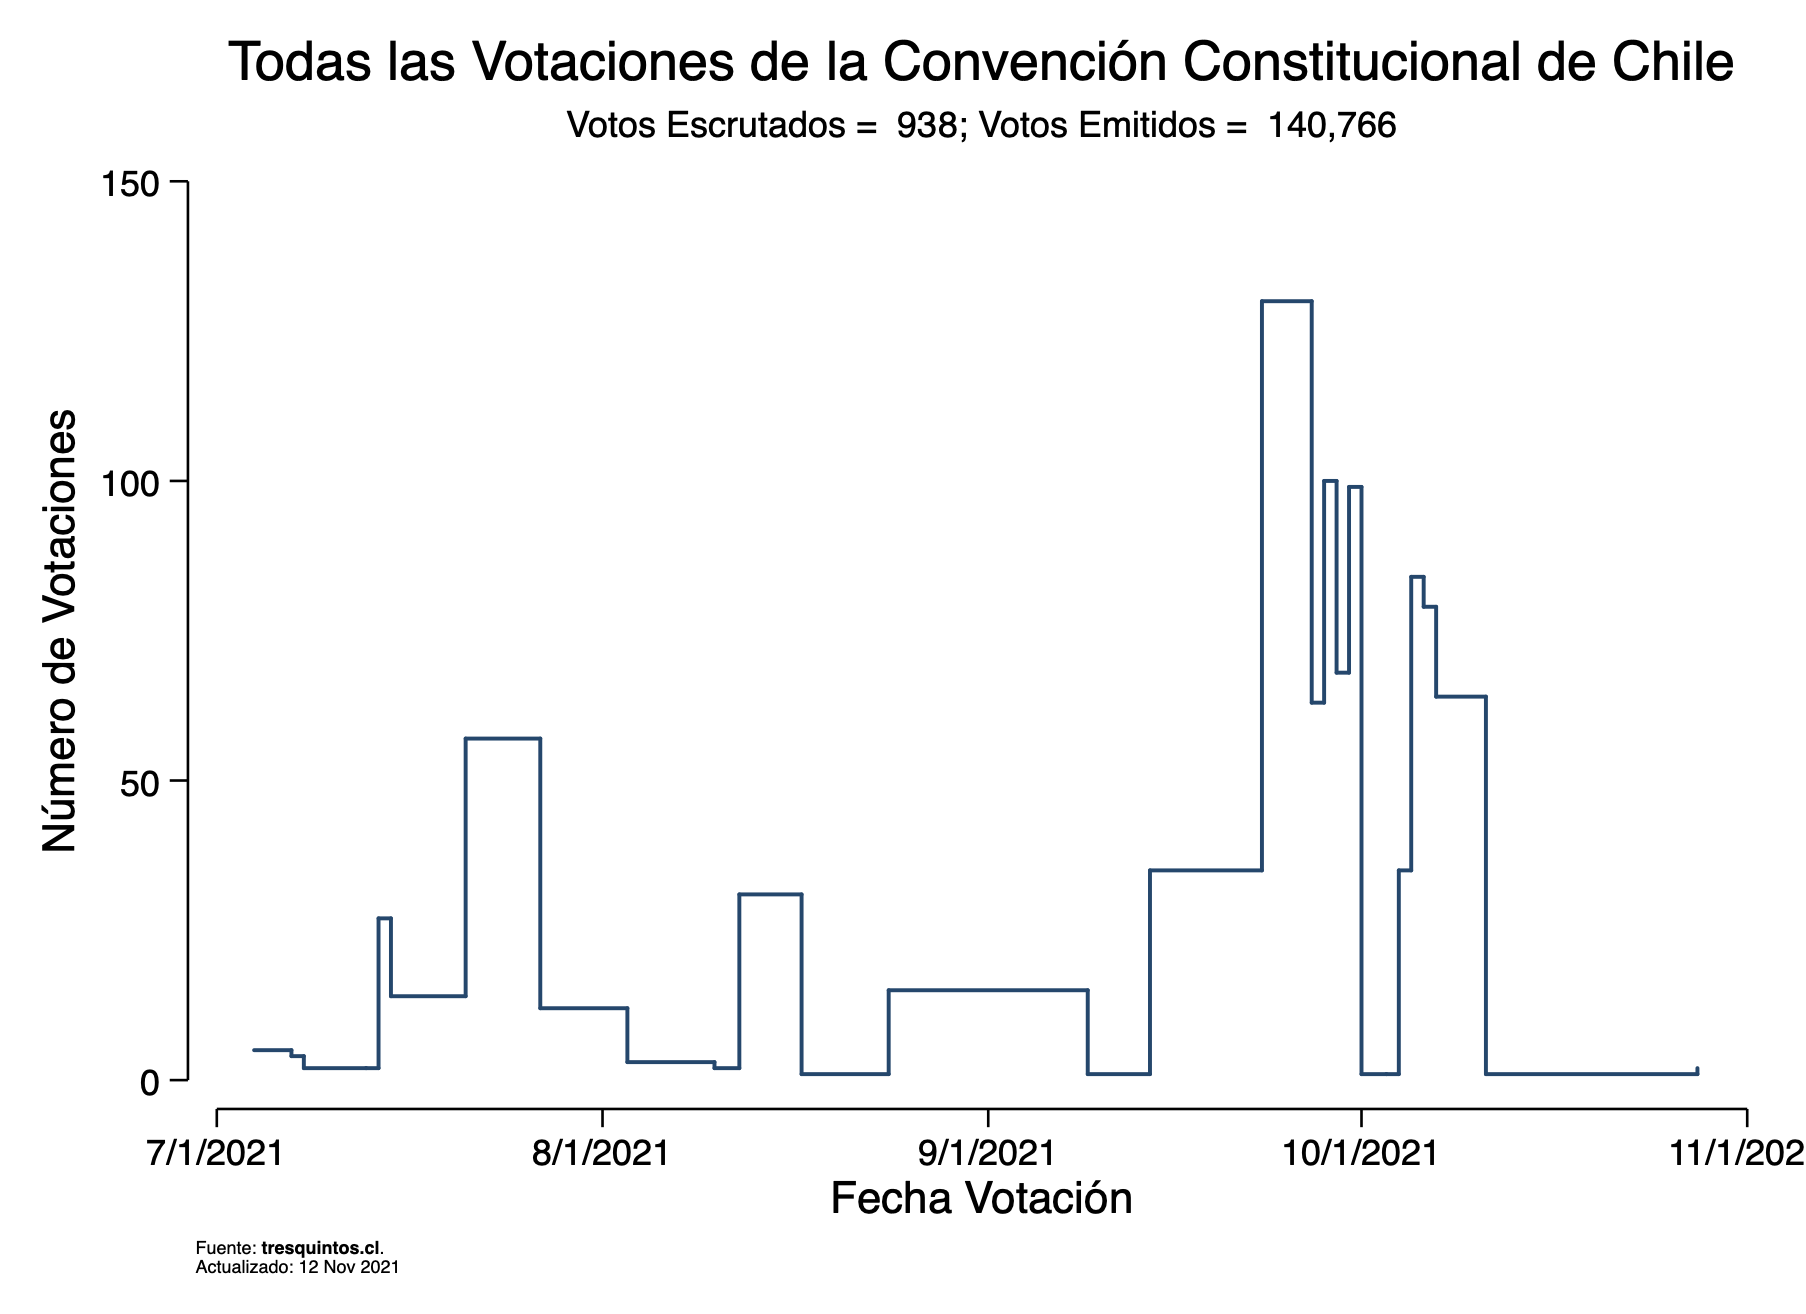 Todas las Votaciones de la Convención Constitucional de Chile
Votos Escrutados = 938; Votos Emitidos = 140,766
150
100
50
0
Número de Votaciones
7/1/2021 8/1/2021 9/1/2021 10/1/2021 11/1/202
Fecha Votación
Fuente: tresquintos.cl.
Actualizado: 12 Nov 2021